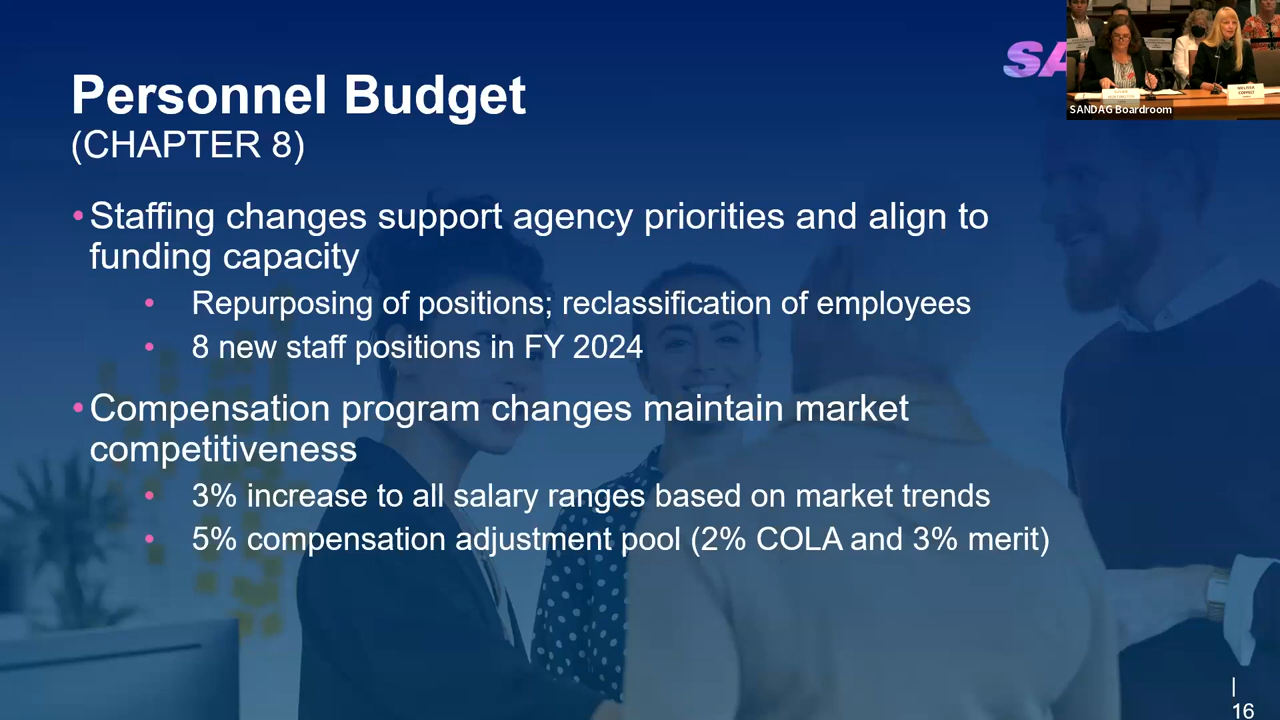 SA
Personnel Budget
(CHAPTER 8)
SANDAG Boardroom
• Staffing changes support agency priorities and align to
funding capacity
• Repurposing of positions; reclassification of employees
• 8 new staff positions in FY 2024
• Compensation program changes maintain market
competitiveness
• 3% increase to all salary ranges based on market trends
• 5% compensation adjustment pool (2% COLA and 3% merit)
|
16